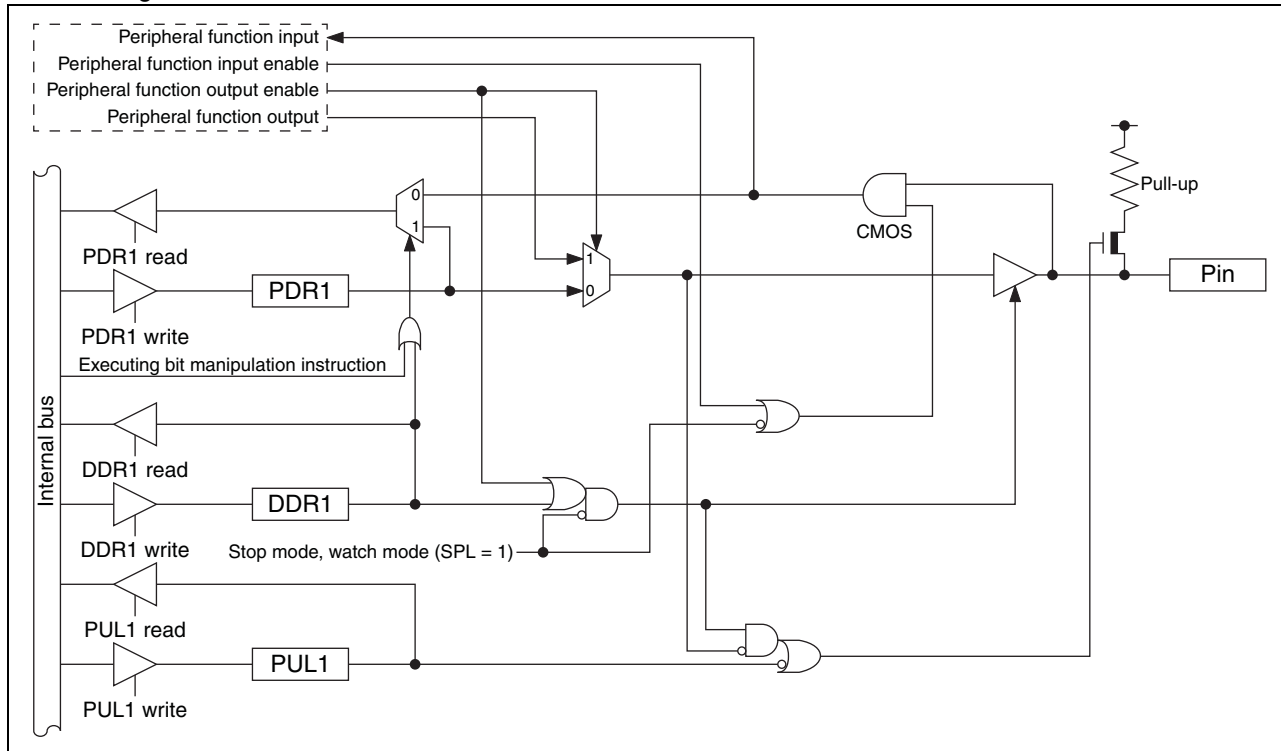 Peripheral function input
Peripheral function input enable
Peripheral function output enable
Peripheral function output
Pull-up
0
1
CMOS
PDR1 read
1
Pin
PDR1
0
PDR1 write
Executing bit manipulation instruction
Internal bus
DDR1 read
DDR1
DDR1 write
Stop mode, watch mode (SPL = 1)
PUL1 read
PUL1
PUL1 write